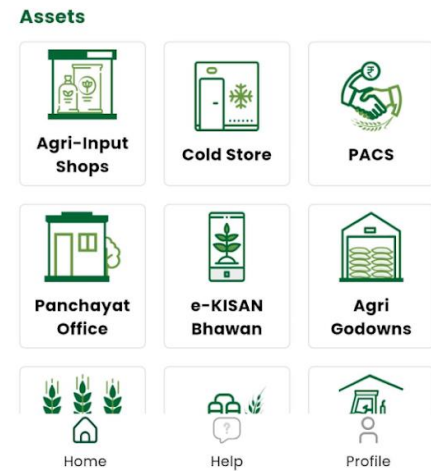 Assets
Agri-Input
Shops
Cold Store
PACS
Panchayat
Office
e-KISAN
Bhawan
Agri
Godowns
Home
Help
Profile